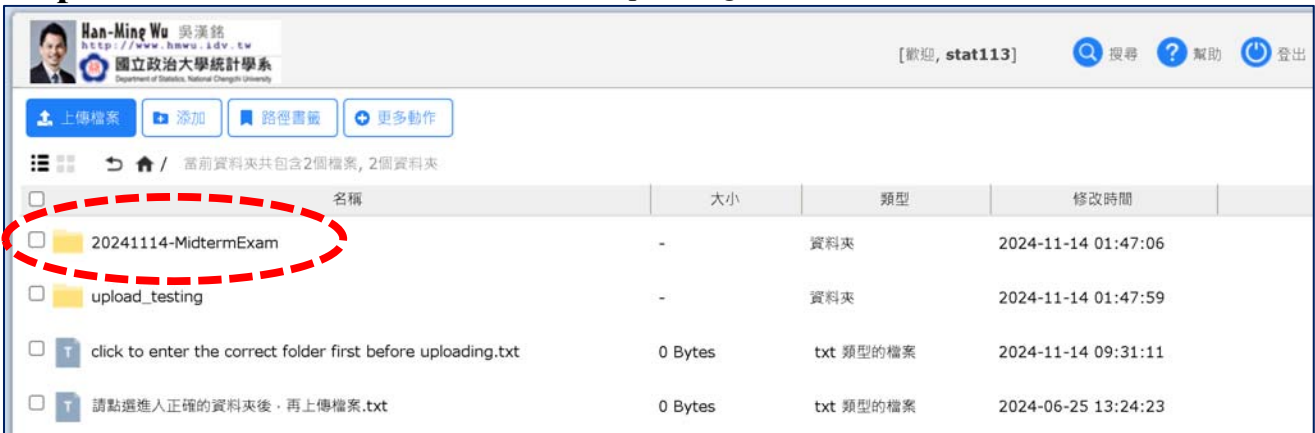 Han-Ming Wu 吳漢銘
http://www.hmwu.idv.tw
國立政治大學統計學系
Department of Statistics, National Chengchi University
[歡迎, stat113]
搜尋
幫助
登出
上傳檔案
添加
路徑書籤
更多動作
/ 當前資料夾共包含2個檔案, 2個資料夾
名稱 大小 類型 修改時間
20241114-MidtermExam - 資料夾 2024-11-14 01:47:06
upload_testing - 資料夾 2024-11-14 01:47:59
click to enter the correct folder first before uploading.txt 0 Bytes txt 類型的檔案 2024-11-14 09:31:11
請點選進入正確的資料夾後，再上傳檔案.txt 0 Bytes txt 類型的檔案 2024-06-25 13:24:23